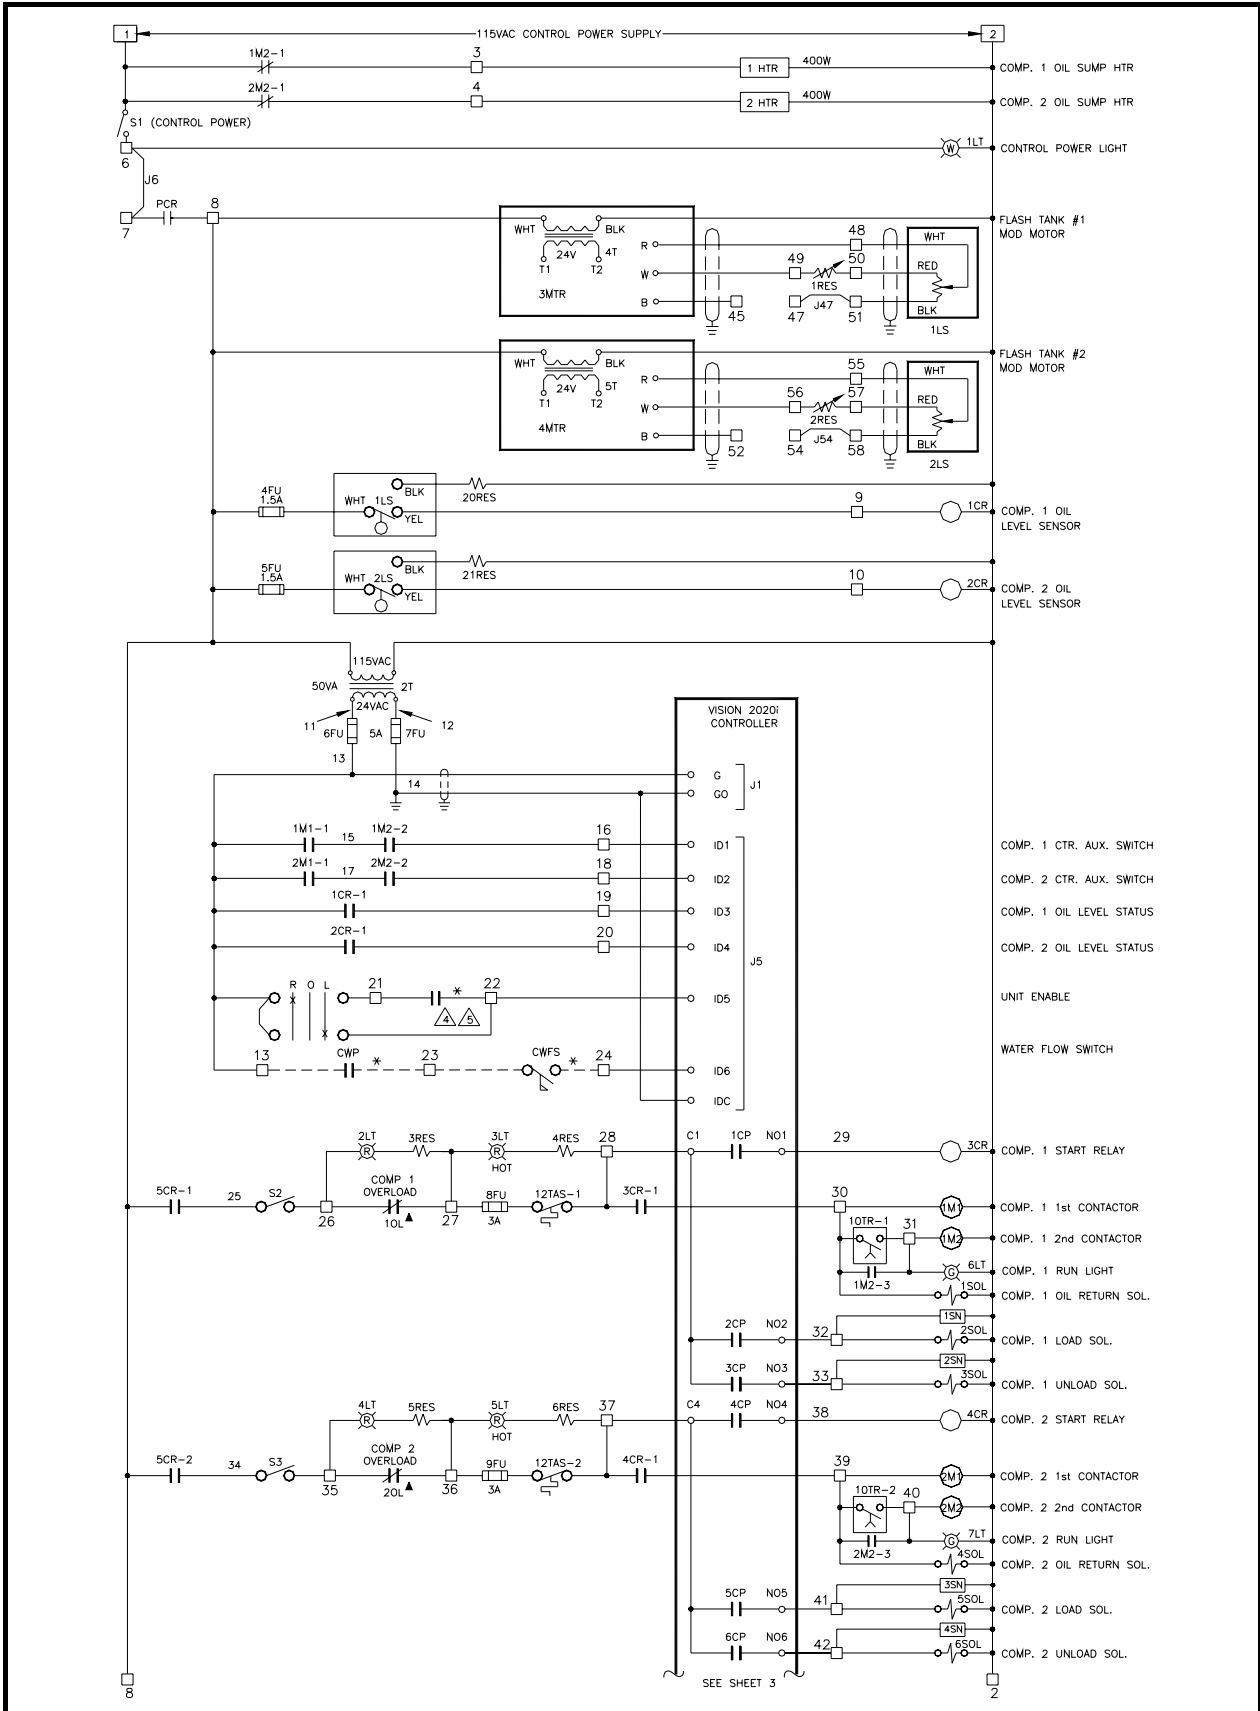 1 115VAC CONTROL POWER SUPPLY 2
1M2-1 3 1 HTR 400W COMP. 1 OIL SUMP HTR
2M2-1 4 2 HTR 400W COMP. 2 OIL SUMP HTR
S1 (CONTROL POWER)
6 W 1LT CONTROL POWER LIGHT
J6
PCR 8
7
FLASH TANK #1
MOD MOTOR
WHT BLK
24V 4T
T1 T2
3MTR
R W B
45 48 49 50
1RES
47 J47 51
WHT
RED
BLK
1LS
FLASH TANK #2
MOD MOTOR
WHT BLK
24V 5T
T1 T2
4MTR
R W B
52 55 56 57
2RES
54 J54 58
WHT
RED
BLK
2LS
4FU
1.5A
WHT 1LS BLK
YEL
20RES
9 1CR COMP. 1 OIL
LEVEL SENSOR
5FU
1.5A
WHT 2LS BLK
YEL
21RES
10 2CR COMP. 2 OIL
LEVEL SENSOR
115VAC
50VA 2T
24VAC
11 12
6FU 5A 7FU
13
14
VISION 2020i
CONTROLLER
G
GO
J1
1M1-1 15 1M2-2 16 ID1 COMP. 1 CTR. AUX. SWITCH
2M1-1 17 2M2-2 18 ID2 COMP. 2 CTR. AUX. SWITCH
1CR-1 19 ID3 COMP. 1 OIL LEVEL STATUS
2CR-1 20 ID4 COMP. 2 OIL LEVEL STATUS
J5
R O L 21 * 22 ID5 UNIT ENABLE
X 4 5
X
WATER FLOW SWITCH
13 CWP * 23 CWFS * 24 ID6
IDC
2LT 3RES 3LT 4RES 28 C1 1CP NO1 29 3CR COMP. 1 START RELAY
R R
HOT
5CR-1 25 S2 26 COMP 1
OVERLOAD
1OL 27 8FU
3A 12TAS-1 3CR-1 30 1M1 COMP. 1 1st CONTACTOR
10TR-1 31 1M2 COMP. 1 2nd CONTACTOR
1M2-3 G 6LT COMP. 1 RUN LIGHT
1SOL COMP. 1 OIL RETURN SOL.
1SN
2CP NO2 32 2SOL COMP. 1 LOAD SOL.
2SN
3CP NO3 33 3SOL COMP. 1 UNLOAD SOL.
4LT 5RES 5LT 6RES 37 C4 4CP NO4 38 4CR COMP. 2 START RELAY
R R
HOT
5CR-2 34 S3 35 COMP 2
OVERLOAD
2OL 36 9FU
3A 12TAS-2 4CR-1 39 2M1 COMP. 2 1st CONTACTOR
10TR-2 40 2M2 COMP. 2 2nd CONTACTOR
2M2-3 G 7LT COMP. 2 RUN LIGHT
4SOL COMP. 2 OIL RETURN SOL.
3SN
5CP NO5 41 5SOL COMP. 2 LOAD SOL.
4SN
6CP NO6 42 6SOL COMP. 2 UNLOAD SOL.
8 SEE SHEET 3 2